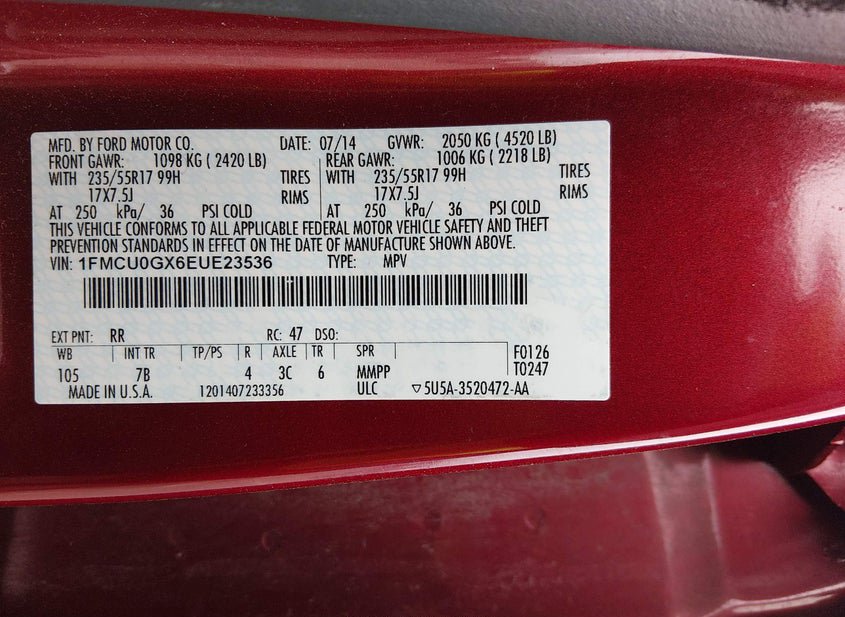 MFD. BY FORD MOTOR CO. DATE: 07/14 GVWR: 2050 KG ( 4520 LB)
FRONT GAWR: 1098 KG ( 2420 LB) REAR GAWR: 1006 KG ( 2218 LB)
WITH 235/55R17 99H TIRES WITH 235/55R17 99H TIRES
17X7.5J RIMS 17X7.5J RIMS
AT 250 kPa/ 36 PSI COLD AT 250 kPa/ 36 PSI COLD
THIS VEHICLE CONFORMS TO ALL APPLICABLE FEDERAL MOTOR VEHICLE SAFETY AND THEFT
PREVENTION STANDARDS IN EFFECT ON THE DATE OF MANUFACTURE SHOWN ABOVE.
VIN: 1FMCU0GX6EUE23536 TYPE: MPV
EXT PNT: RR RC: 47 DSO:
WB INT TR TP/PS R AXLE TR SPR F0126
105 7B 4 3C 6 MMPP T0247
MADE IN U.S.A. 1201407233356 ULC ▽5U5A-3520472-AA